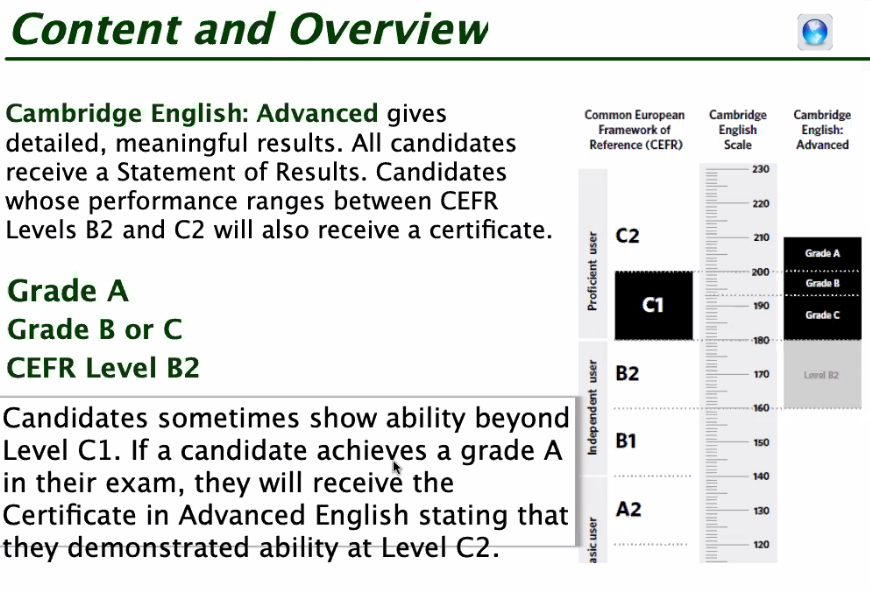 Content and Overview
Cambridge English: Advanced gives
detailed, meaningful results. All candidates
receive a Statement of Results. Candidates
whose performance ranges between CEFR
Levels B2 and C2 will also receive a certificate.
Grade A
Grade B or C
CEFR Level B2
Candidates sometimes show ability beyond
Level C1. If a candidate achieves a grade A
in their exam, they will receive the
Certificate in Advanced English stating that
they demonstrated ability at Level C2.
Common European
Framework of
Reference (CEFR)
Cambridge
English
Scale
Cambridge
English:
Advanced
Proficient user
Independent user
asic user
C2
C1
B2
B1
A2
230
220
210
200
190
180
170
160
150
140
130
120
Grade A
Grade B
Grade C
Level B2